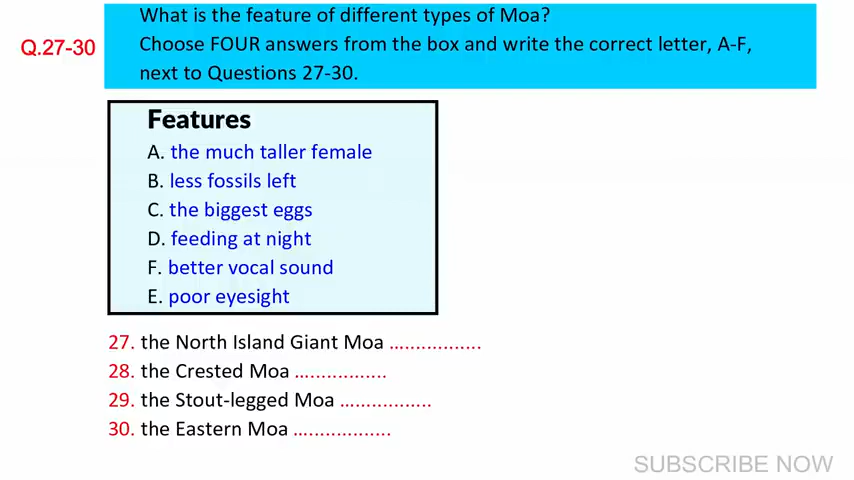 What is the feature of different types of Moa?
Q.27-30
Choose FOUR answers from the box and write the correct letter, A-F,
next to Questions 27-30.
Features
A. the much taller female
B. less fossils left
C. the biggest eggs
D. feeding at night
F. better vocal sound
E. poor eyesight
27. the North Island Giant Moa ..................
28. the Crested Moa ..................
29. the Stout-legged Moa ..................
30. the Eastern Moa ...................
SUBSCRIBE NOW